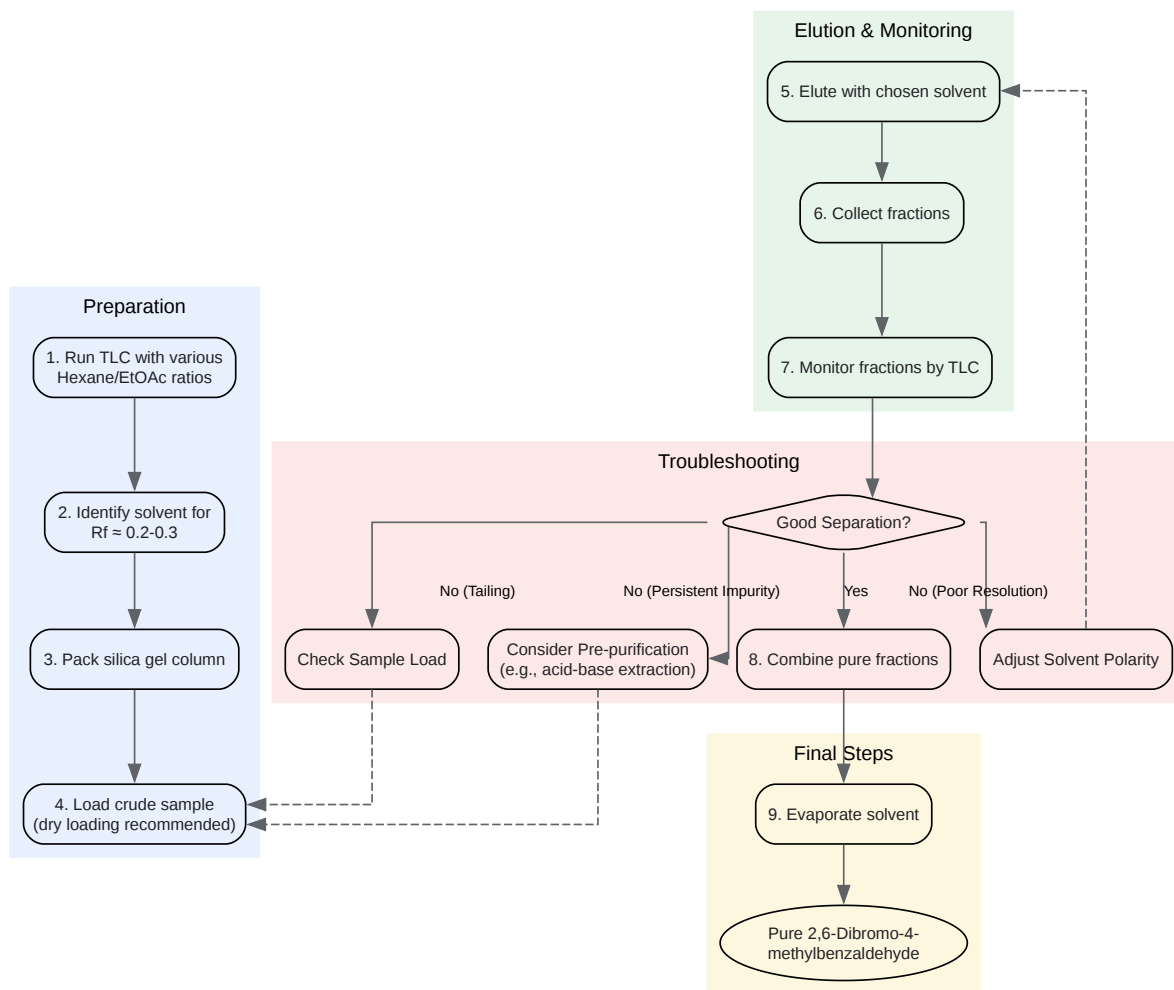 Elution & Monitoring
5. Elute with chosen solvent
6. Collect fractions
7. Monitor fractions by TLC
Preparation
1. Run TLC with various
Hexane/EtOAc ratios
2. Identify solvent for
Rf ≈ 0.2-0.3
3. Pack silica gel column
4. Load crude sample
(dry loading recommended)
Troubleshooting
Good Separation?
No (Tailing)
No (Persistent Impurity)
Yes
No (Poor Resolution)
Check Sample Load
Consider Pre-purification
(e.g., acid-base extraction)
8. Combine pure fractions
Adjust Solvent Polarity
Final Steps
9. Evaporate solvent
Pure 2,6-Dibromo-4-
methylbenzaldehyde